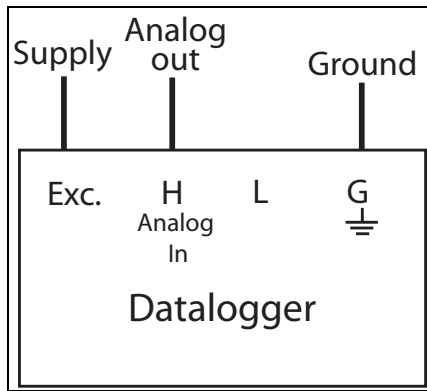 Supply
Analog
out
Ground
Exc.
H
L
G
Analog
In
Datalogger